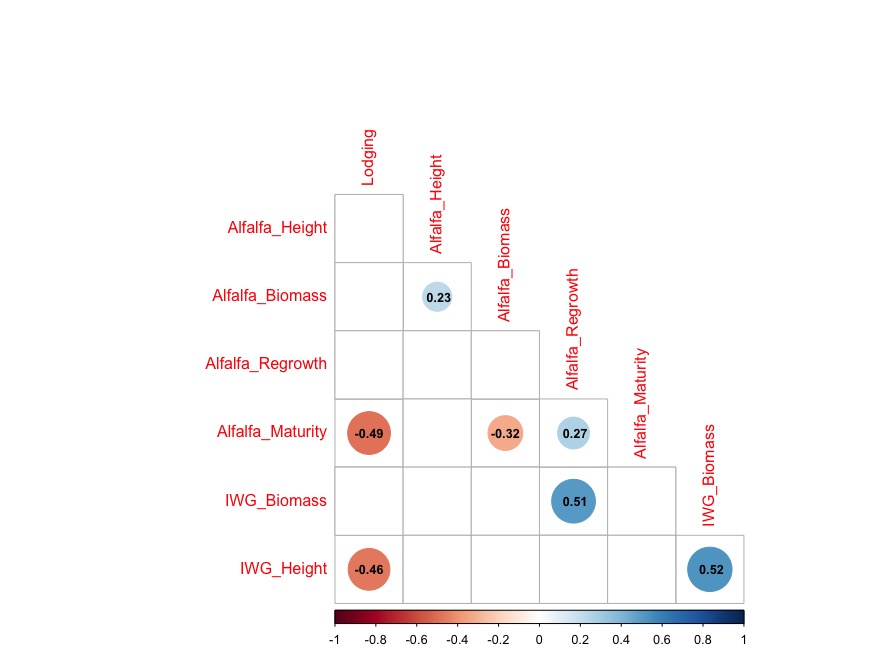 Lodging
Alfalfa_Height
Alfalfa_Biomass
Alfalfa_Regrowth
Alfalfa_Maturity
IWG_Biomass
Alfalfa_Height
Alfalfa_Biomass 0.23
Alfalfa_Regrowth
Alfalfa_Maturity -0.49 -0.32 0.27
IWG_Biomass 0.51
IWG_Height -0.46 0.52
-1 -0.8 -0.6 -0.4 -0.2 0 0.2 0.4 0.6 0.8 1